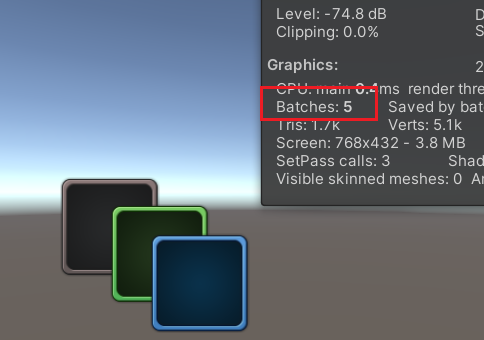 Level: -74.8 dB
Clipping: 0.0%
Graphics:
CPU: main 0.4ms render thre
Batches: 5 Saved by bat
Tris: 1.7k Verts: 5.1k
Screen: 768x432 - 3.8 MB
SetPass calls: 3 Shad
Visible skinned meshes: 0